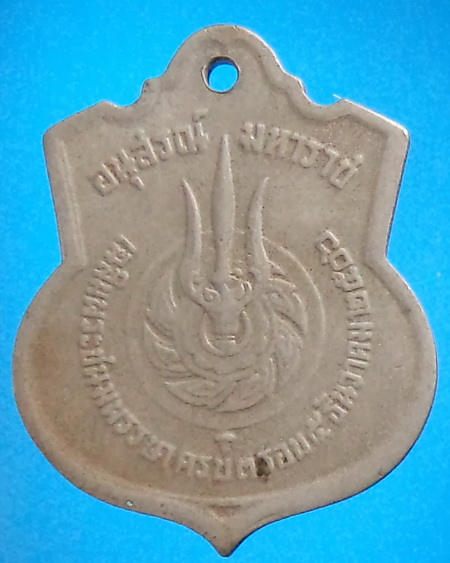 อนุสรณ์ มหาราช
เฉลิมพระชนมพรรษา ครบ ๓ รอบ ๕ ธันวาคม ๒๕๐๖